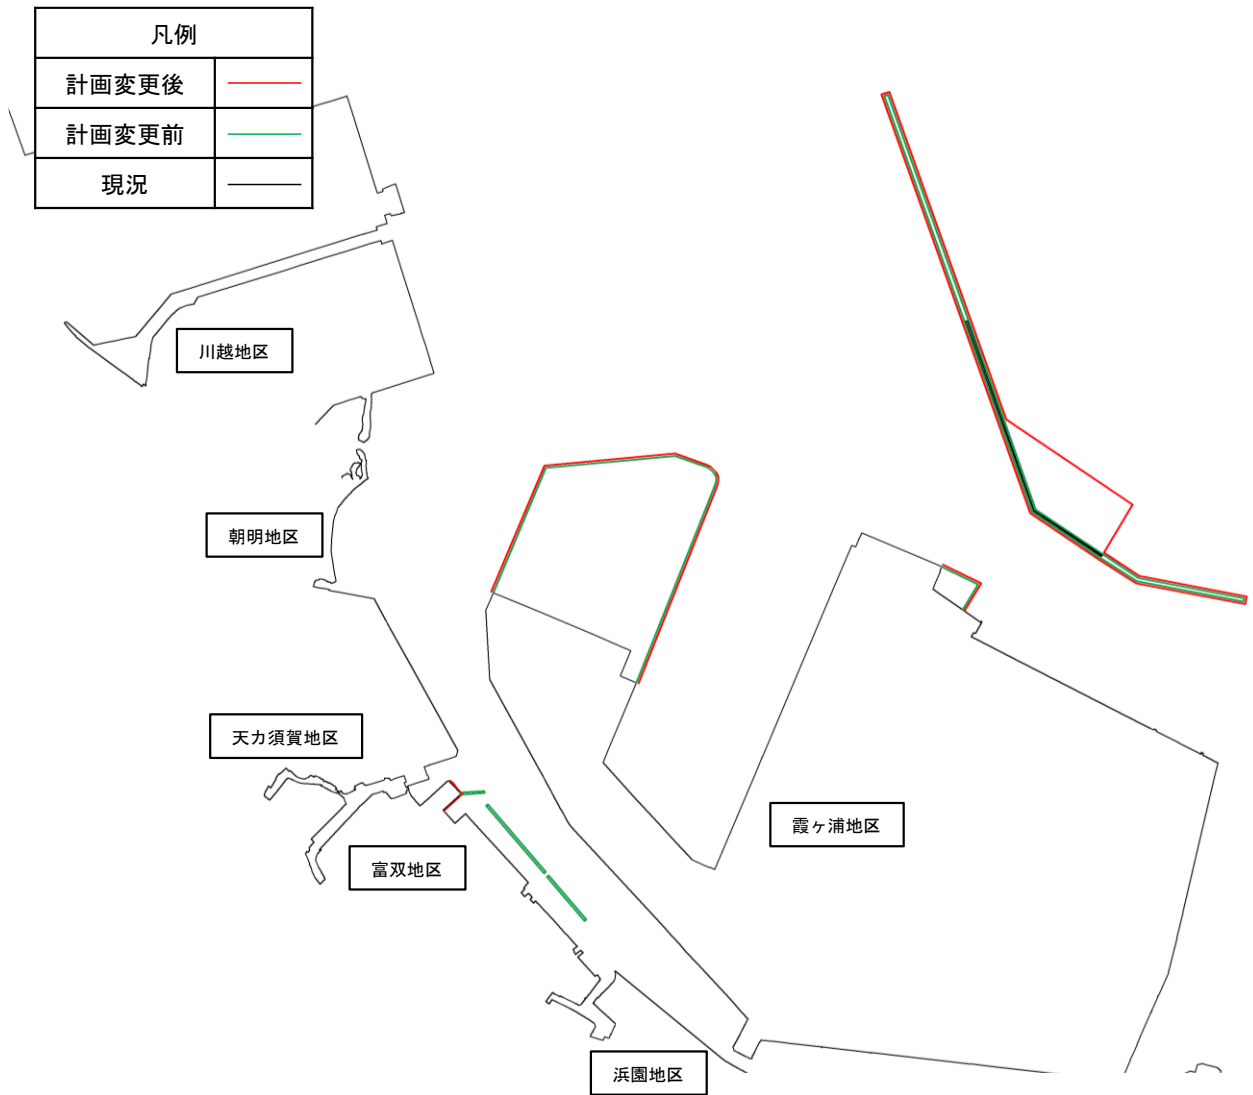 凡例
計画変更後
計画変更前
現況
川越地区
朝明地区
天カ須賀地区
富双地区
霞ヶ浦地区
浜園地区